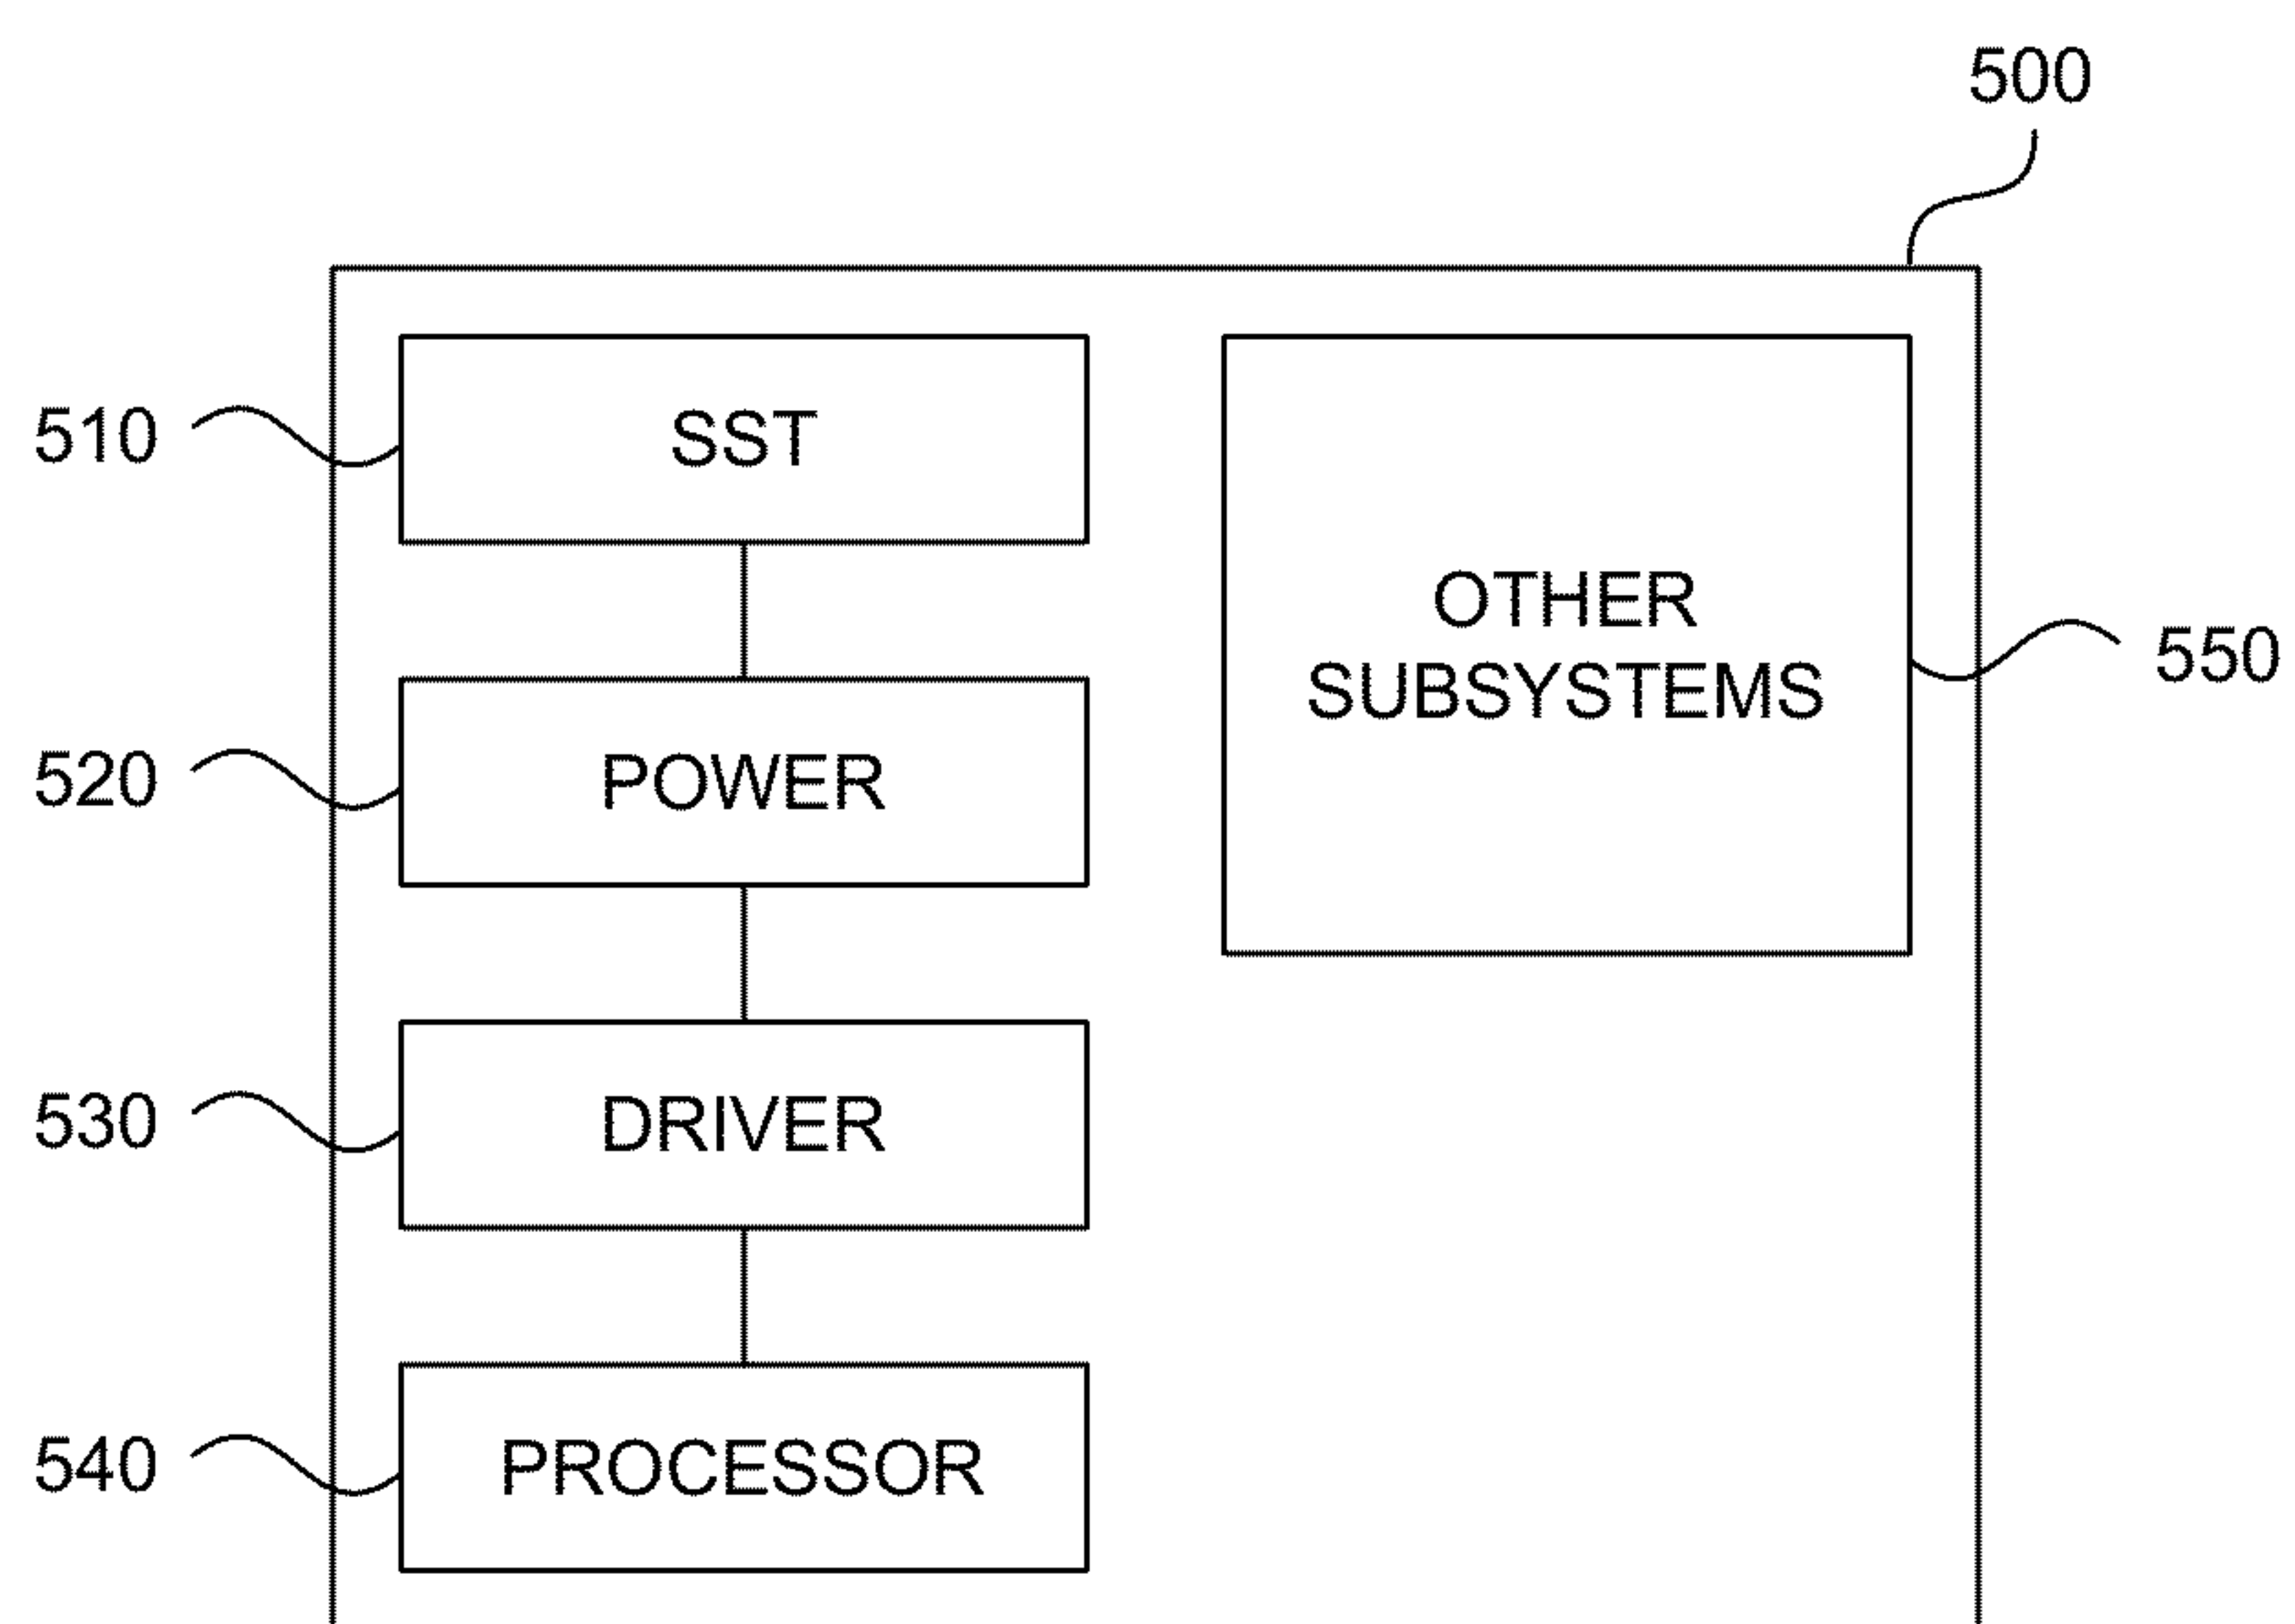 500
510
SST
OTHER
SUBSYSTEMS
550
520
POWER
530
DRIVER
540
PROCESSOR